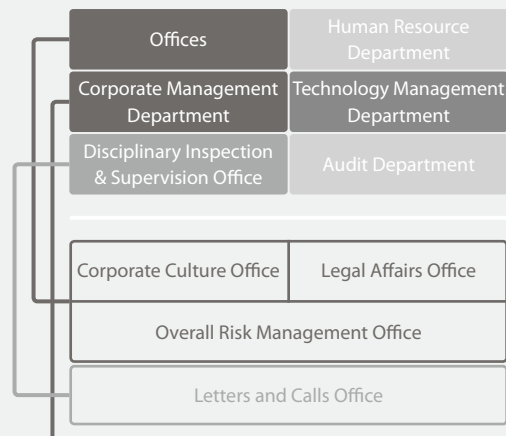 Offices
Human Resource
Department
Corporate Management
Department
Technology Management
Department
Disciplinary Inspection
& Supervision Office
Audit Department
Corporate Culture Office
Legal Affairs Office
Overall Risk Management Office
Letters and Calls Office